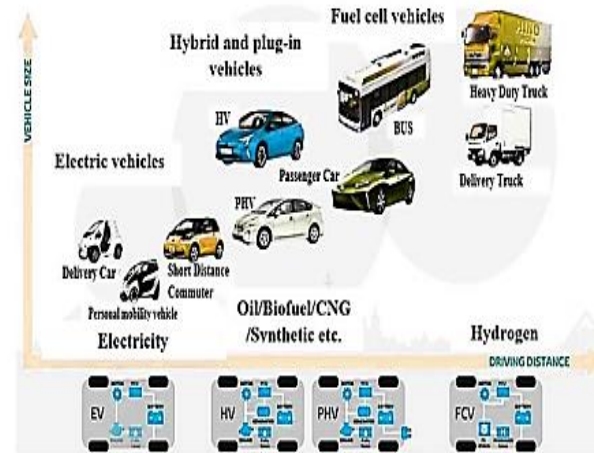 Fuel cell vehicles
Hybrid and plug-in
vehicles
VEHICLE SIZE
HV
Heavy Duty Truck
BUS
Electric vehicles
Passenger Car
Delivery Truck
PHV
Delivery Car
Short Distance
Commuter
Personal mobility vehicle
Oil/Biofuel/CNG
/Synthetic etc.
Electricity
Hydrogen
DRIVING DISTANCE
EV
HV
PHV
FCV